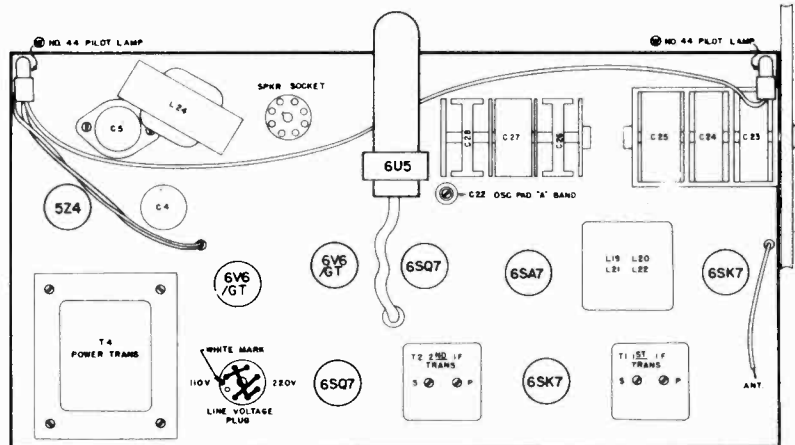 NO. 44 PILOT LAMP
NO. 44 PILOT LAMP
L24
SPKR SOCKET
C5
C28
C27
C26
C25
C24
C23
6U5
C22 OSC PAD "A" BAND
5Z4
C4
6V6
/GT
6V6
/GT
6SQ7
6SA7
L19 L20
L21 L22
6SK7
T4
POWER TRANS
WHITE MARK
110V
220V
LINE VOLTAGE
PLUG
6SQ7
T2 2ND IF
TRANS
S P
6SK7
T1 1ST IF
TRANS
S P
ANT.